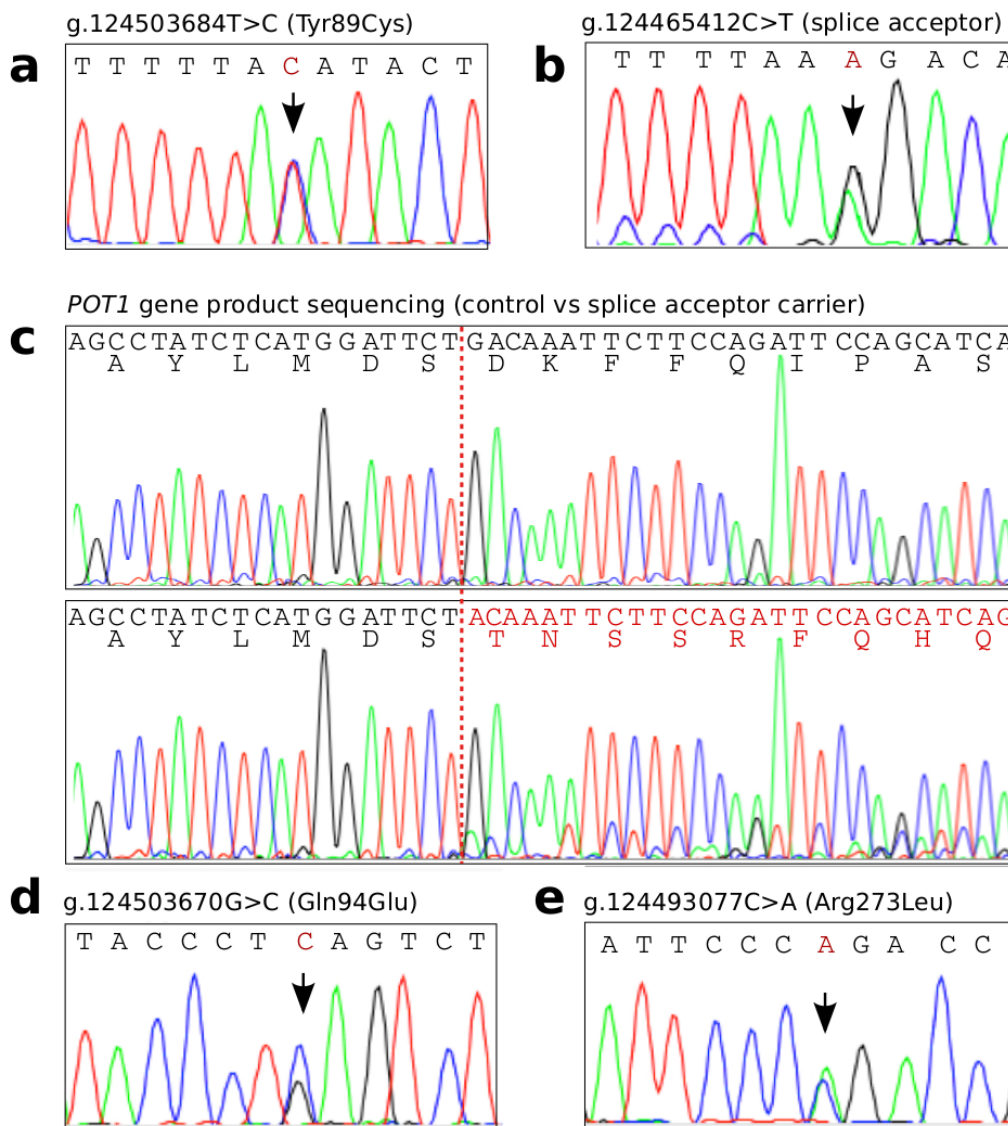 g.124503684T>C (Tyr89Cys)
a
T T T T T A C A T A C T
g.124465412C>T (splice acceptor)
b
T T T T A A A G A C A
POT1 gene product sequencing (control vs splice acceptor carrier)
c
AGCCTATCTCATGGATTCTGACAAATTCTTCCAGATTCCAGCATCA
A Y L M D S D K F F Q I P A S
AGCCTATCTCATGGATTCTACAAATTCTTCCAGATTCCAGCATCAG
A Y L M D S T N S S R F Q H Q
d
g.124503670G>C (Gln94Glu)
T A C C C T C A G T C T
e
g.124493077C>A (Arg273Leu)
A T T C C C A G A C C